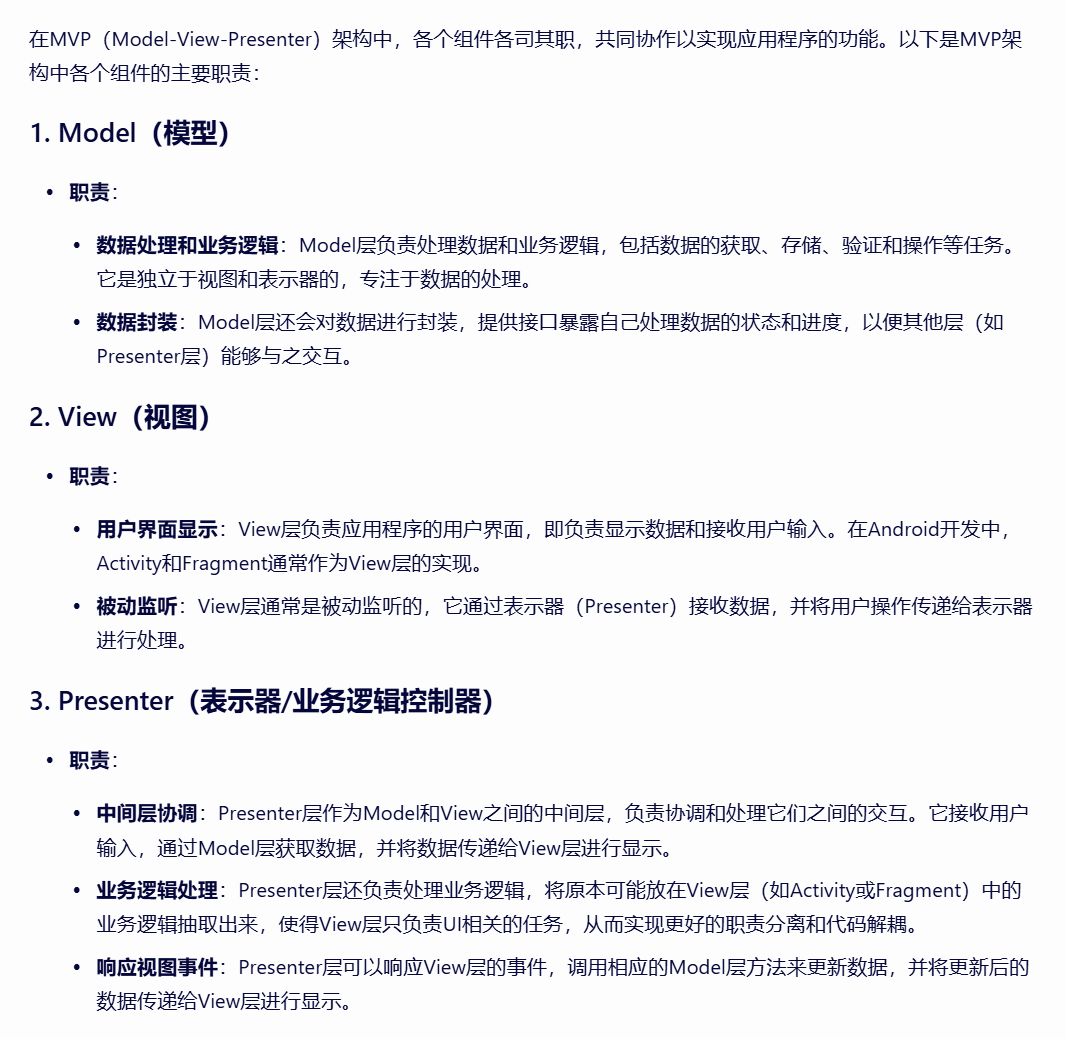 在MVP（Model-View-Presenter）架构中，各个组件各司其职，共同协作以实现应用程序的功能。以下是MVP架
构中各个组件的主要职责：
1. Model（模型）
• 职责：
• 数据处理和业务逻辑：Model层负责处理数据和业务逻辑，包括数据的获取、存储、验证和操作等任务。
它是独立于视图和表示器的，专注于数据的处理。
• 数据封装：Model层还会对数据进行封装，提供接口暴露自己处理数据的状态和进度，以便其他层（如
Presenter层）能够与之交互。
2. View（视图）
• 职责：
• 用户界面显示：View层负责应用程序的用户界面，即负责显示数据和接收用户输入。在Android开发中，
Activity和Fragment通常作为View层的实现。
• 被动监听：View层通常是被动监听的，它通过表示器（Presenter）接收数据，并将用户操作传递给表示器
进行处理。
3. Presenter（表示器/业务逻辑控制器）
• 职责：
• 中间层协调：Presenter层作为Model和View之间的中间层，负责协调和处理它们之间的交互。它接收用户
输入，通过Model层获取数据，并将数据传递给View层进行显示。
• 业务逻辑处理：Presenter层还负责处理业务逻辑，将原本可能放在View层（如Activity或Fragment）中的
业务逻辑抽取出来，使得View层只负责UI相关的任务，从而实现更好的职责分离和代码解耦。
• 响应视图事件：Presenter层可以响应View层的事件，调用相应的Model层方法来更新数据，并将更新后的
数据传递给View层进行显示。